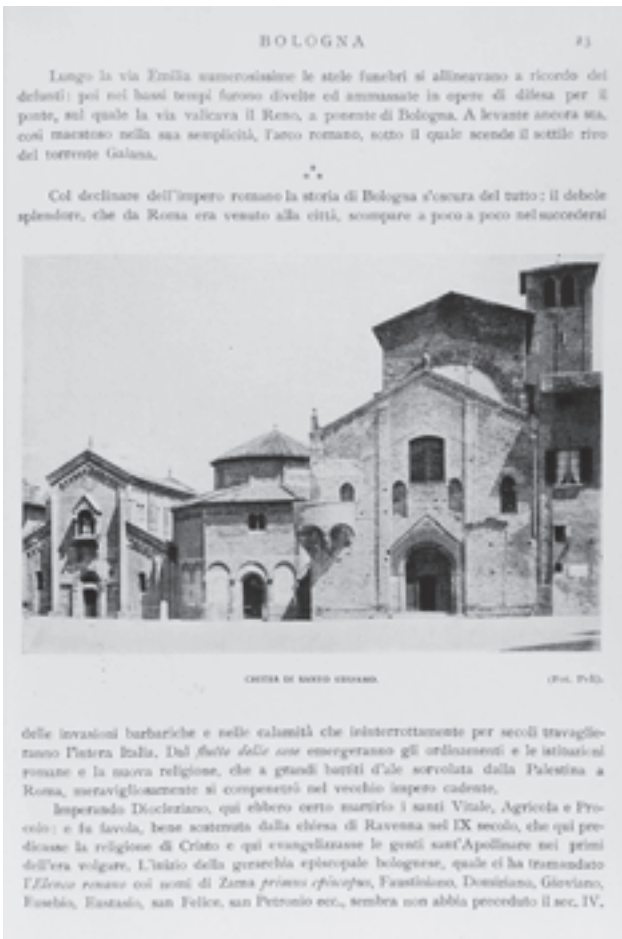 BOLOGNA 23
Lungo la via Emilia numerosissime le stele funebri si allineavano a ricordo dei
defunti; poi nei bassi tempi furono divelte ed ammassate in opere di difesa per il
ponte, sul quale la via valicava il Reno, a ponente di Bologna. A levante ancora sta,
così maestoso nella sua semplicità, l'arco romano, sotto il quale scende il sottile rivo
del torrente Gaiana.
Col declinare dell'impero romano la storia di Bologna s'oscura del tutto; il debole
splendore, che da Roma era venuto alla città, scompare a poco a poco nel succedersi
CHIESA DI SANTO STEFANO. (Fot. Poli).
delle invasioni barbariche e nelle calamità che ininterrottamente per secoli travaglie-
ranno l'intera Italia. Dal flutto delle cose emergeranno gli ordinamenti e le istituzioni
romane e la nuova religione, che a grandi battiti d'ale sorvolata dalla Palestina a
Roma, meravigliosamente si compenetrò nel vecchio impero cadente.
Imperando Diocleziano, qui ebbero certo martirio i santi Vitale, Agricola e Pro-
colo; e fu favola, bene sostenuta dalla chiesa di Ravenna nel IX secolo, che qui pre-
dicasse la religione di Cristo e qui evangelizzasse le genti sant'Apollinare nei primi
dell'era volgare. L'inizio della gerarchia episcopale bolognese, quale ci ha tramandato
l'Elenco renano coi nomi di Zama primus episcopus, Faustiniano, Domiziano, Gioviano,
Eusebio, Eustasio, san Felice, san Petronio ecc., sembra non abbia preceduto il sec. IV,